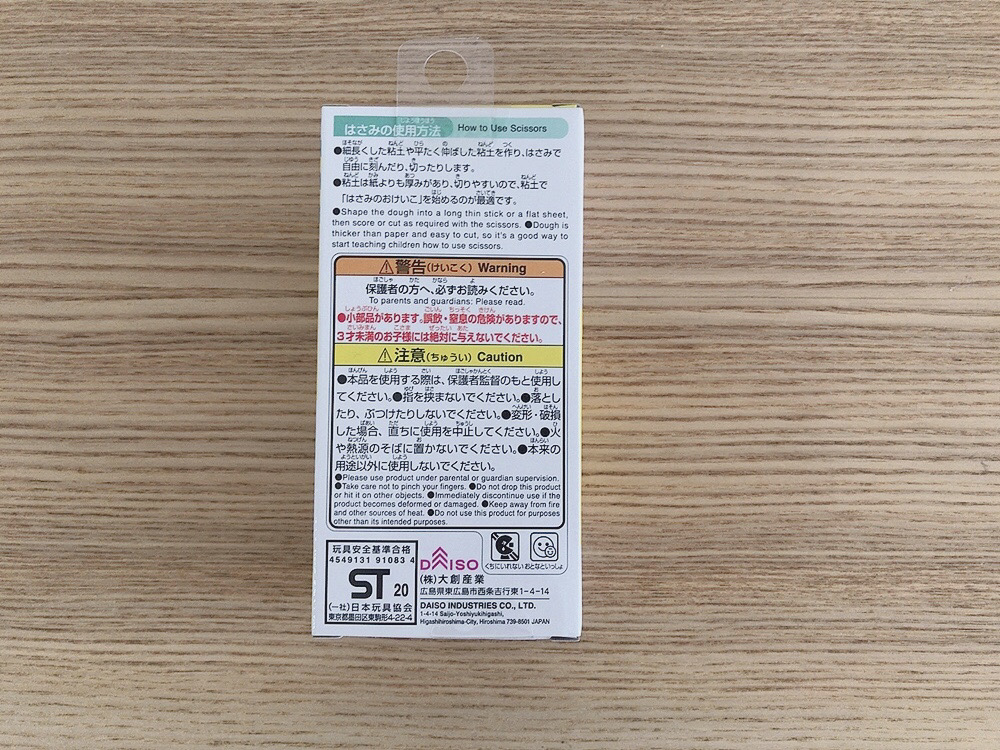 はさみの使用方法 How to Use Scissors
●細長くした粘土や平たく伸ばした粘土を作り、はさみで
自由に刻んだり、切ったりします。
●粘土は紙よりも厚みがあり、切りやすいので、粘土で
「はさみのおけいこ」を始めるのが最適です。
●Shape the dough into a long thin stick or a flat sheet,
then score or cut as required with the scissors. ●Dough is
thicker than paper and easy to cut, so it's a good way to
start teaching children how to use scissors.
⚠警告(けいこく) Warning
保護者の方へ、必ずお読みください。
To parents and guardians: Please read.
●小部品があります。誤飲・窒息の危険がありますので、
3才未満のお子様には絶対に与えないでください。
⚠注意(ちゅうい) Caution
●本品を使用する際は、保護者監督のもと使用し
てください。●指を挟まないでください。●落とし
たり、ぶつけたりしないでください。●変形・破損
した場合、直ちに使用を中止してください。●火
や熱源のそばに置かないでください。●本来の
用途以外に使用しないでください。
●Please use product under parental or guardian supervision.
●Take care not to pinch your fingers. ●Do not drop this product
or hit it on other objects. ●Immediately discontinue use if the
product becomes deformed or damaged. ●Keep away from fire
and other sources of heat. ●Do not use this product for purposes
other than its intended purposes.
玩具安全基準合格
4549131 91083 4
ST 20
(一社)日本玩具協会
東京都墨田区東駒形4-22-4
DAISO
くちにいれない おとなといっしょ
(株)大創産業
広島県東広島市西条吉行東1-4-14
DAISO INDUSTRIES CO., LTD.
1-4-14 Saijo-Yoshiyukihigashi,
Higashihiroshima-City, Hiroshima 739-8501 JAPAN